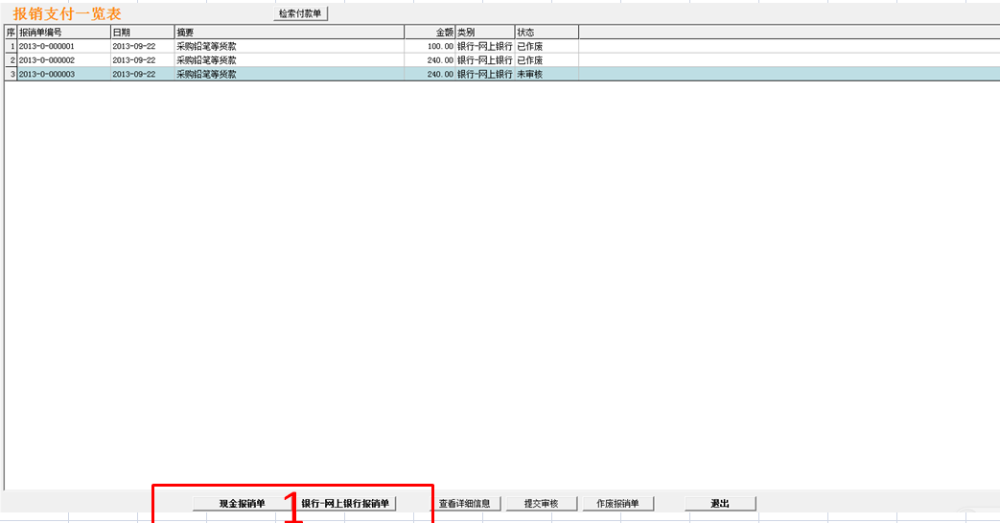 报销支付一览表 检索付款单
序 报销单编号 日期 摘要 金额 类别 状态
1 2013-0-000001 2013-09-22 采购铅笔等货款 100.00 银行-网上银行 已作废
2 2013-0-000002 2013-09-22 采购铅笔等货款 240.00 银行-网上银行 已作废
3 2013-0-000003 2013-09-22 采购铅笔等货款 240.00 银行-网上银行 未审核
现金报销单 1 银行-网上银行报销单 查看详细信息 提交审核 作废报销单 退出